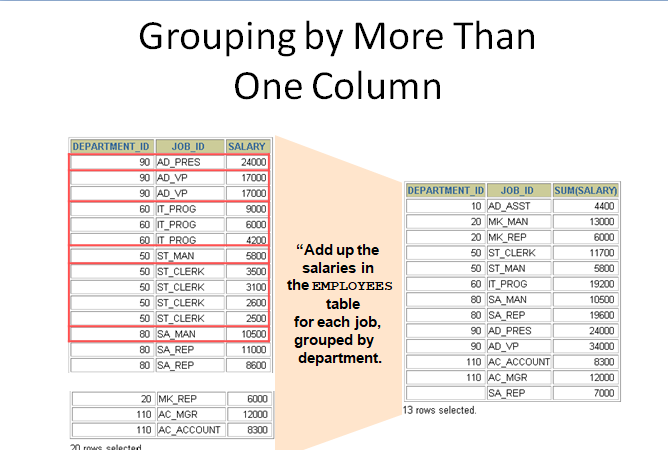 Grouping by More Than
One Column
DEPARTMENT_ID JOB_ID SALARY
90 AD_PRES 24000
90 AD_VP 17000
90 AD_VP 17000
60 IT_PROG 9000
60 IT_PROG 6000
60 IT_PROG 4200
50 ST_MAN 5800
50 ST_CLERK 3500
50 ST_CLERK 3100
50 ST_CLERK 2600
50 ST_CLERK 2500
80 SA_MAN 10500
80 SA_REP 11000
80 SA_REP 8600
20 MK_REP 6000
110 AC_MGR 12000
110 AC_ACCOUNT 8300
20 rows selected
“Add up the
salaries in
the EMPLOYEES
table
for each job,
grouped by
department.
DEPARTMENT_ID JOB_ID SUM(SALARY)
10 AD_ASST 4400
20 MK_MAN 13000
20 MK_REP 6000
50 ST_CLERK 11700
50 ST_MAN 5800
60 IT_PROG 19200
80 SA_MAN 10500
80 SA_REP 19600
90 AD_PRES 24000
90 AD_VP 34000
110 AC_ACCOUNT 8300
110 AC_MGR 12000
SA_REP 7000
13 rows selected.